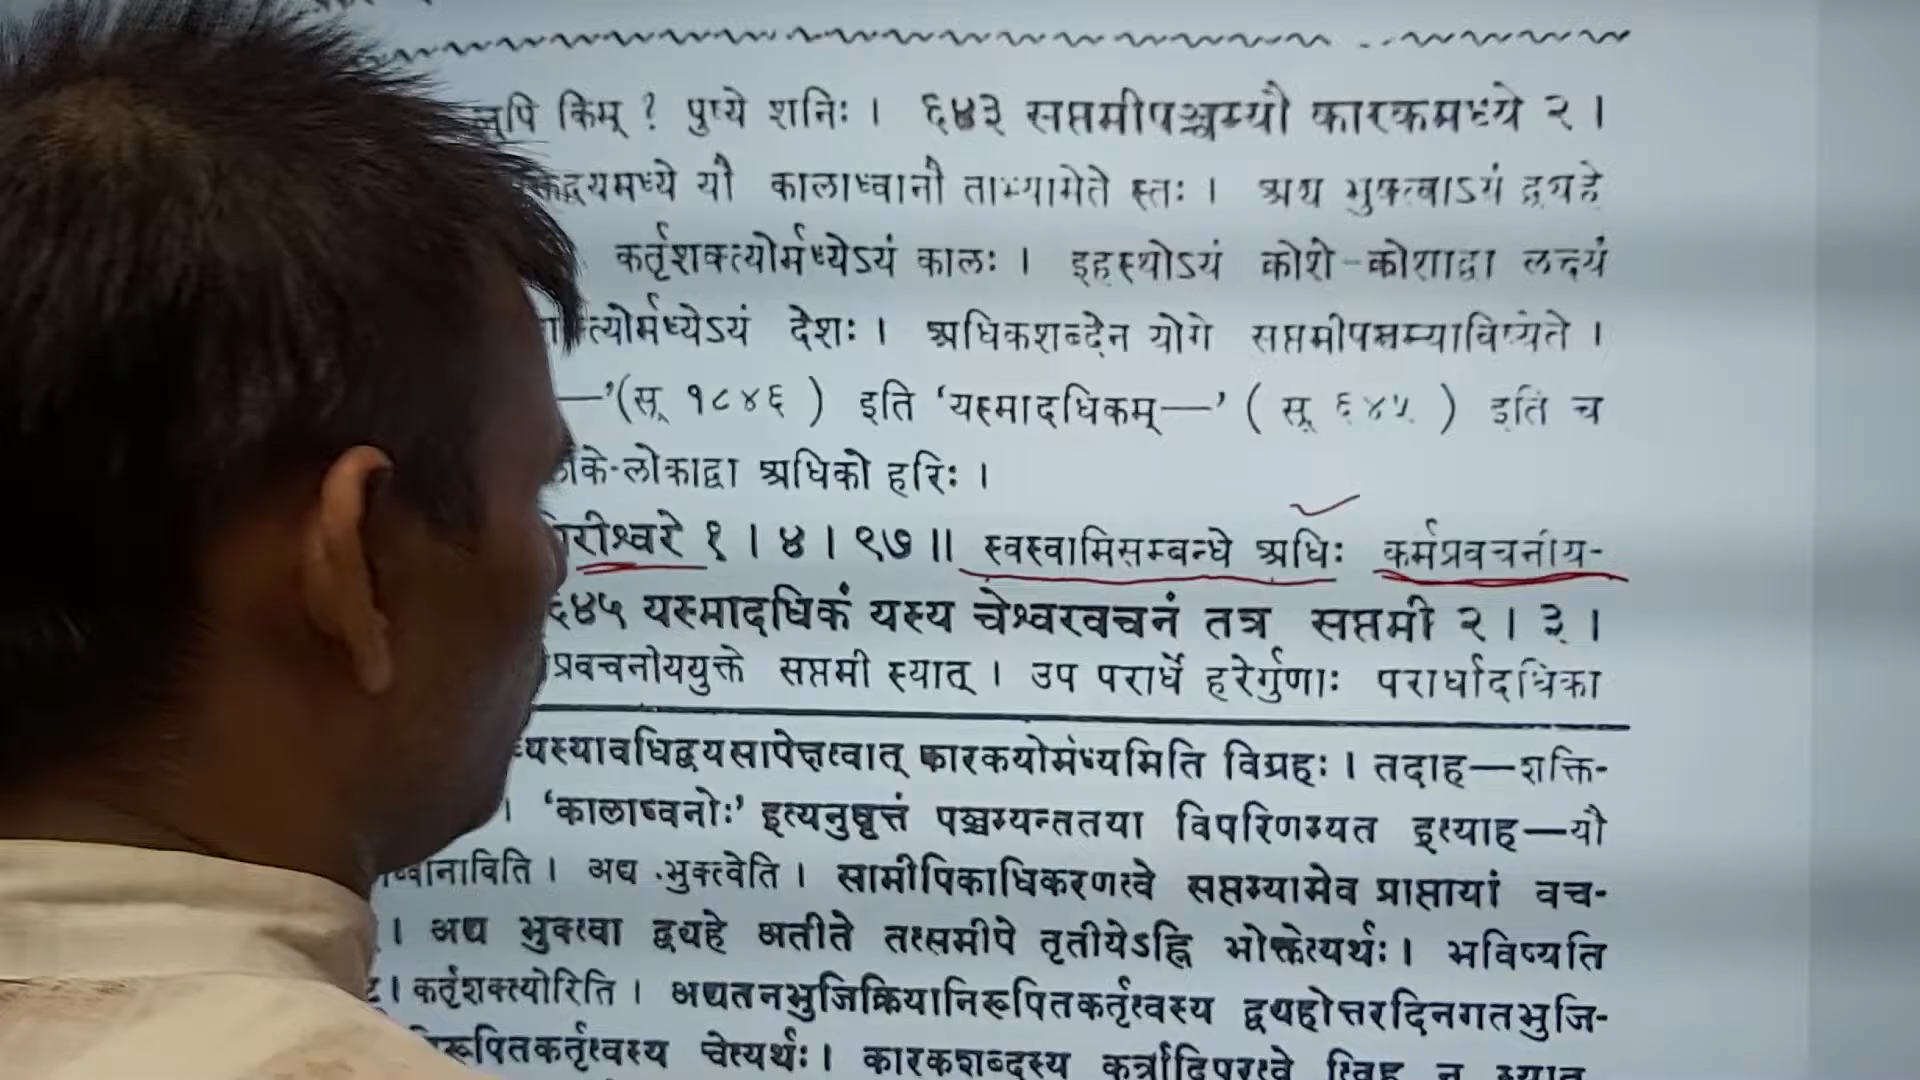 लुपि किम् ? पुष्ये शनिः । ६४३ सप्तमीपञ्चम्यौ कारकमध्ये २ ।
कद्वयमध्ये यौ कालाध्वानौ ताभ्यामेते स्तः । अद्य भुक्त्वाऽयं द्व्यहे
कर्तृशक्त्योर्मध्येऽयं कालः । इहस्थोऽयं क्रोशे-क्रोशाद्वा लक्ष्यं
त्योर्मध्येऽयं देशः । अधिकशब्देन योगे सप्तमीपञ्चम्याविष्येते ।
—’(सू १८४६ ) इति ‘यस्मादधिकम्—’ ( सू ६४५ ) इति च
लोके-लोकाद्वा अधिको हरिः ।
रीश्वरे १ । ४ । ९७ ॥ स्वस्वामिसम्बन्धे अधिः कर्मप्रवचनीय-
६४५ यस्मादधिकं यस्य चेश्वरवचनं तत्र सप्तमी २ । ३ ।
प्रवचनीययुक्ते सप्तमी स्यात् । उप परार्धे हरेर्गुणाः परार्धादधिका
ध्यस्यावधिद्वयसापेक्षत्वात् कारकयोर्मध्यमिति विग्रहः । तदाह—शक्ति-
। ‘कालाध्वनोः’ इत्यनुवृत्तं पञ्चम्यन्ततया विपरिणम्यत इत्याह—यौ
ध्वानाविति । अद्य भुक्त्वेति । सामीपिकाधिकरणत्वे सप्तम्यामेव प्राप्तायां वच-
। अद्य भुक्त्वा द्व्यहे अतीते तत्समीपे तृतीयेऽह्नि भोक्तेत्यर्थः । भविष्यति
। कर्तृशक्त्योरिति । अद्यतनभुजिक्रियानिरूपितकर्तृत्वस्य द्व्यहोत्तरदिनगतभुजि-
रूपितकर्तृत्वस्य चेत्यर्थः । कारकशब्दस्य कर्त्रादिपरत्वे त्विह न स्यात्